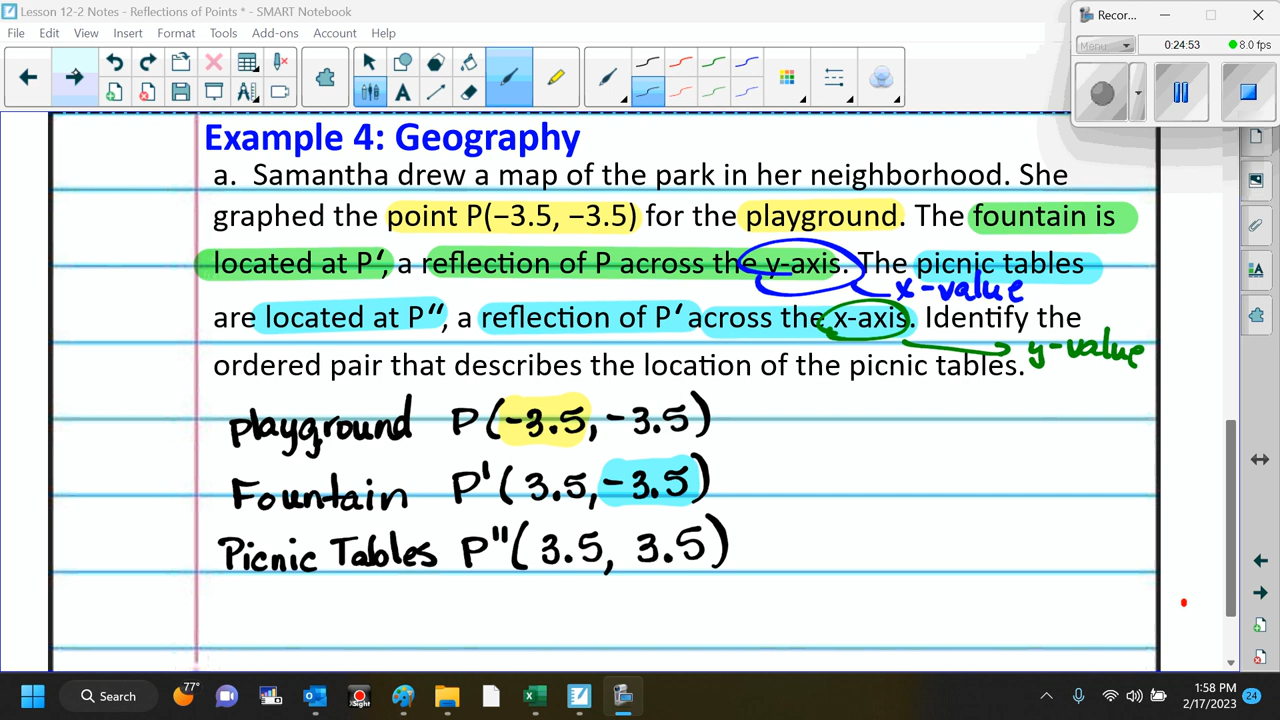 Lesson 12-2 Notes - Reflections of Points * - SMART Notebook
File Edit View Insert Format Tools Add-ons Account Help
Recor...
Menu 0:24:53 8.0 fps
Example 4: Geography
a. Samantha drew a map of the park in her neighborhood. She
graphed the point P(−3.5, −3.5) for the playground. The fountain is
located at P′, a reflection of P across the y-axis. The picnic tables
x-value
are located at P″, a reflection of P′ across the x-axis. Identify the
y-value
ordered pair that describes the location of the picnic tables.
playground P(-3.5, -3.5)
Fountain P'(3.5, -3.5)
Picnic Tables P"(3.5, 3.5)
77°
Search
1:58 PM
2/17/2023
24